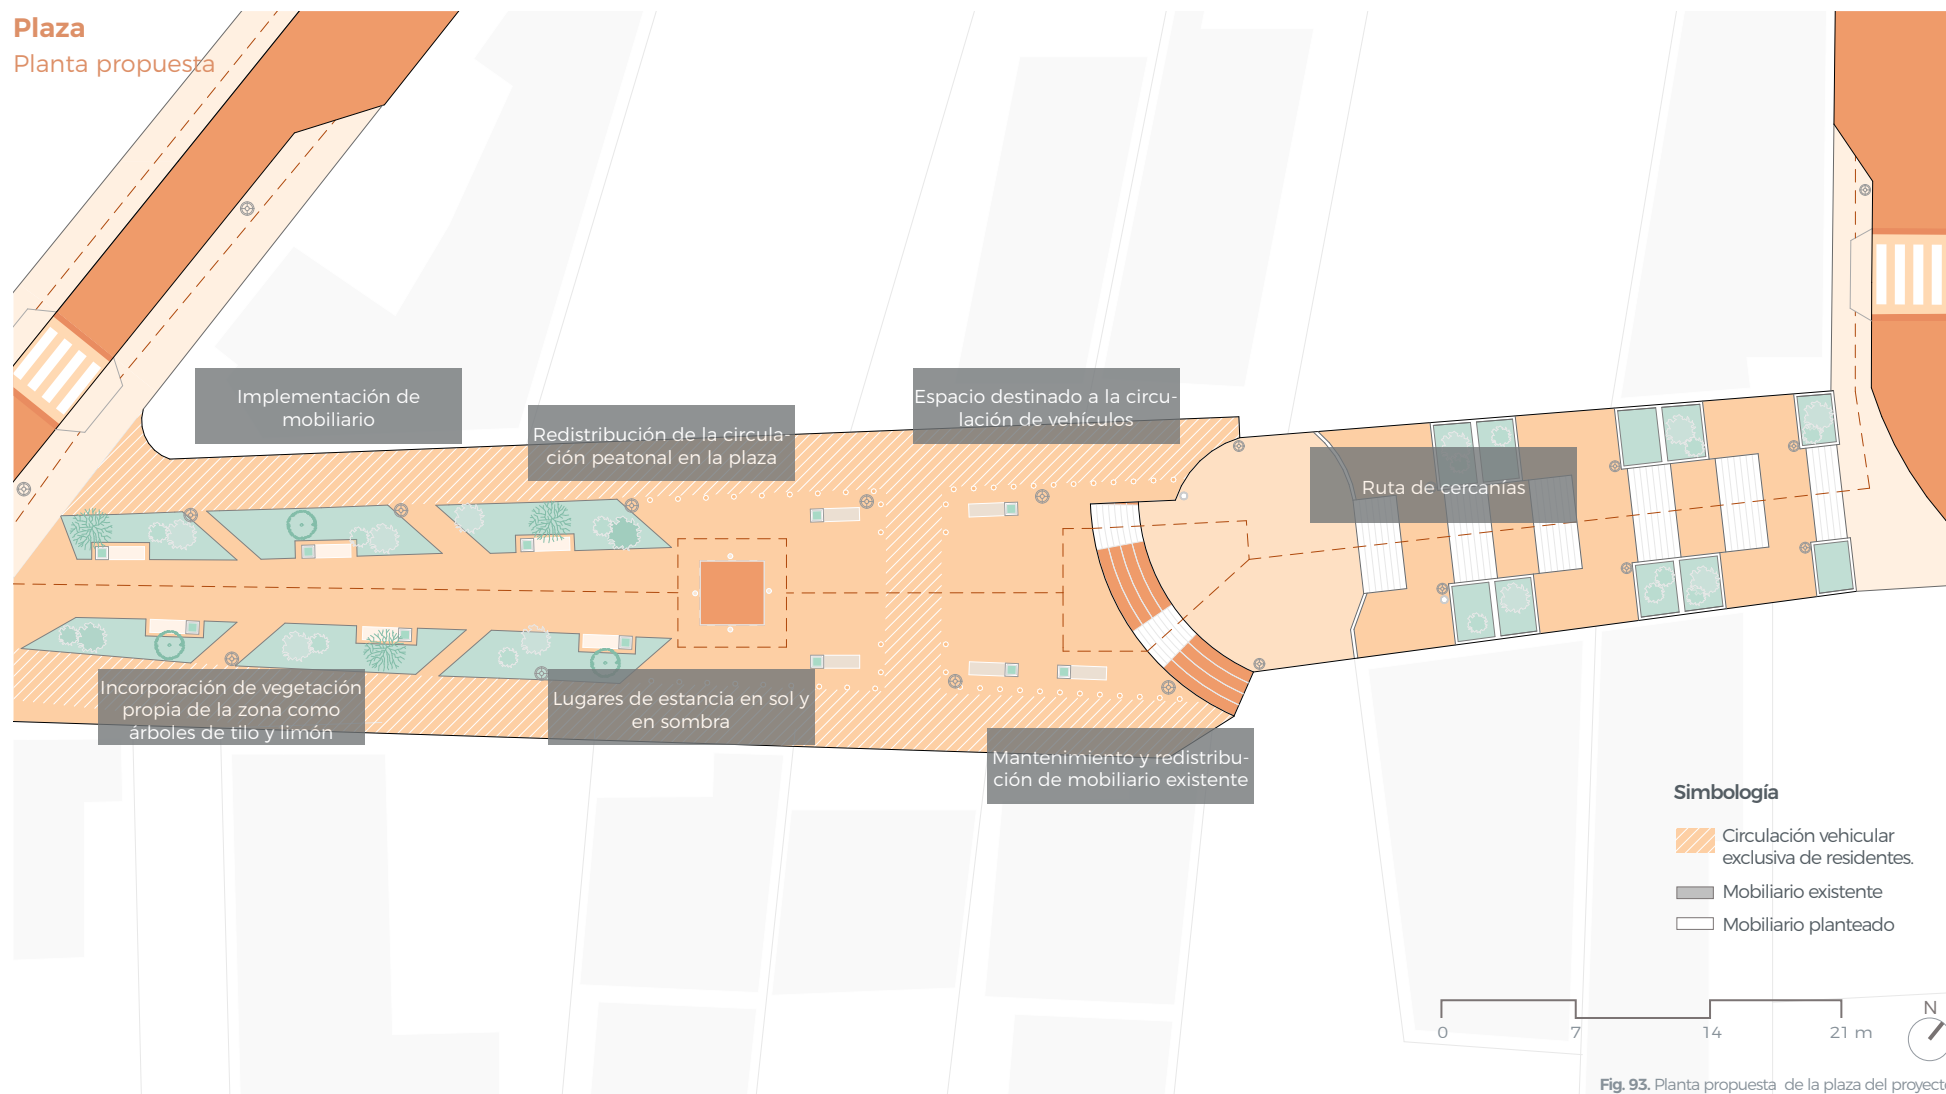 Plaza
Planta propuesta
Implementación de
mobiliario
Redistribución de la circula-
ción peatonal en la plaza
Espacio destinado a la circu-
lación de vehículos
Ruta de cercanías
Incorporación de vegetación
propia de la zona como
árboles de tilo y limón
Lugares de estancia en sol y
en sombra
Mantenimiento y redistribu-
ción de mobiliario existente
Simbología
Circulación vehicular
exclusiva de residentes.
Mobiliario existente
Mobiliario planteado
0 7 14 21 m
N
Fig. 93. Planta propuesta de la plaza del proyecto